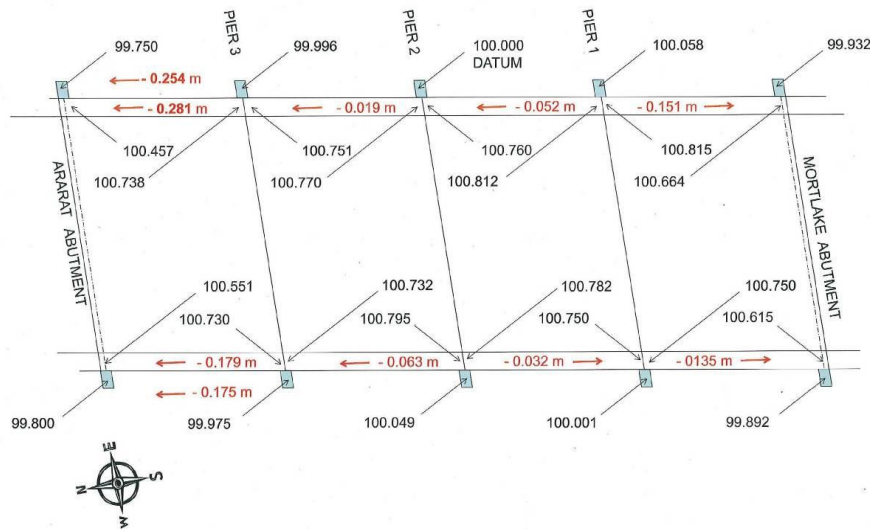 PIER 3
PIER 2
PIER 1
99.750
99.996
100.000
DATUM
100.058
99.932
- 0.254 m
- 0.281 m
- 0.019 m
- 0.052 m
- 0.151 m
100.457
100.738
100.751
100.770
100.760
100.812
100.815
100.664
ARARAT ABUTMENT
MORTLAKE ABUTMENT
100.551
100.730
100.732
100.795
100.782
100.750
100.750
100.615
- 0.179 m
- 0.063 m
- 0.032 m
- 0135 m
- 0.175 m
99.800
99.975
100.049
100.001
99.892
E
N
S
W